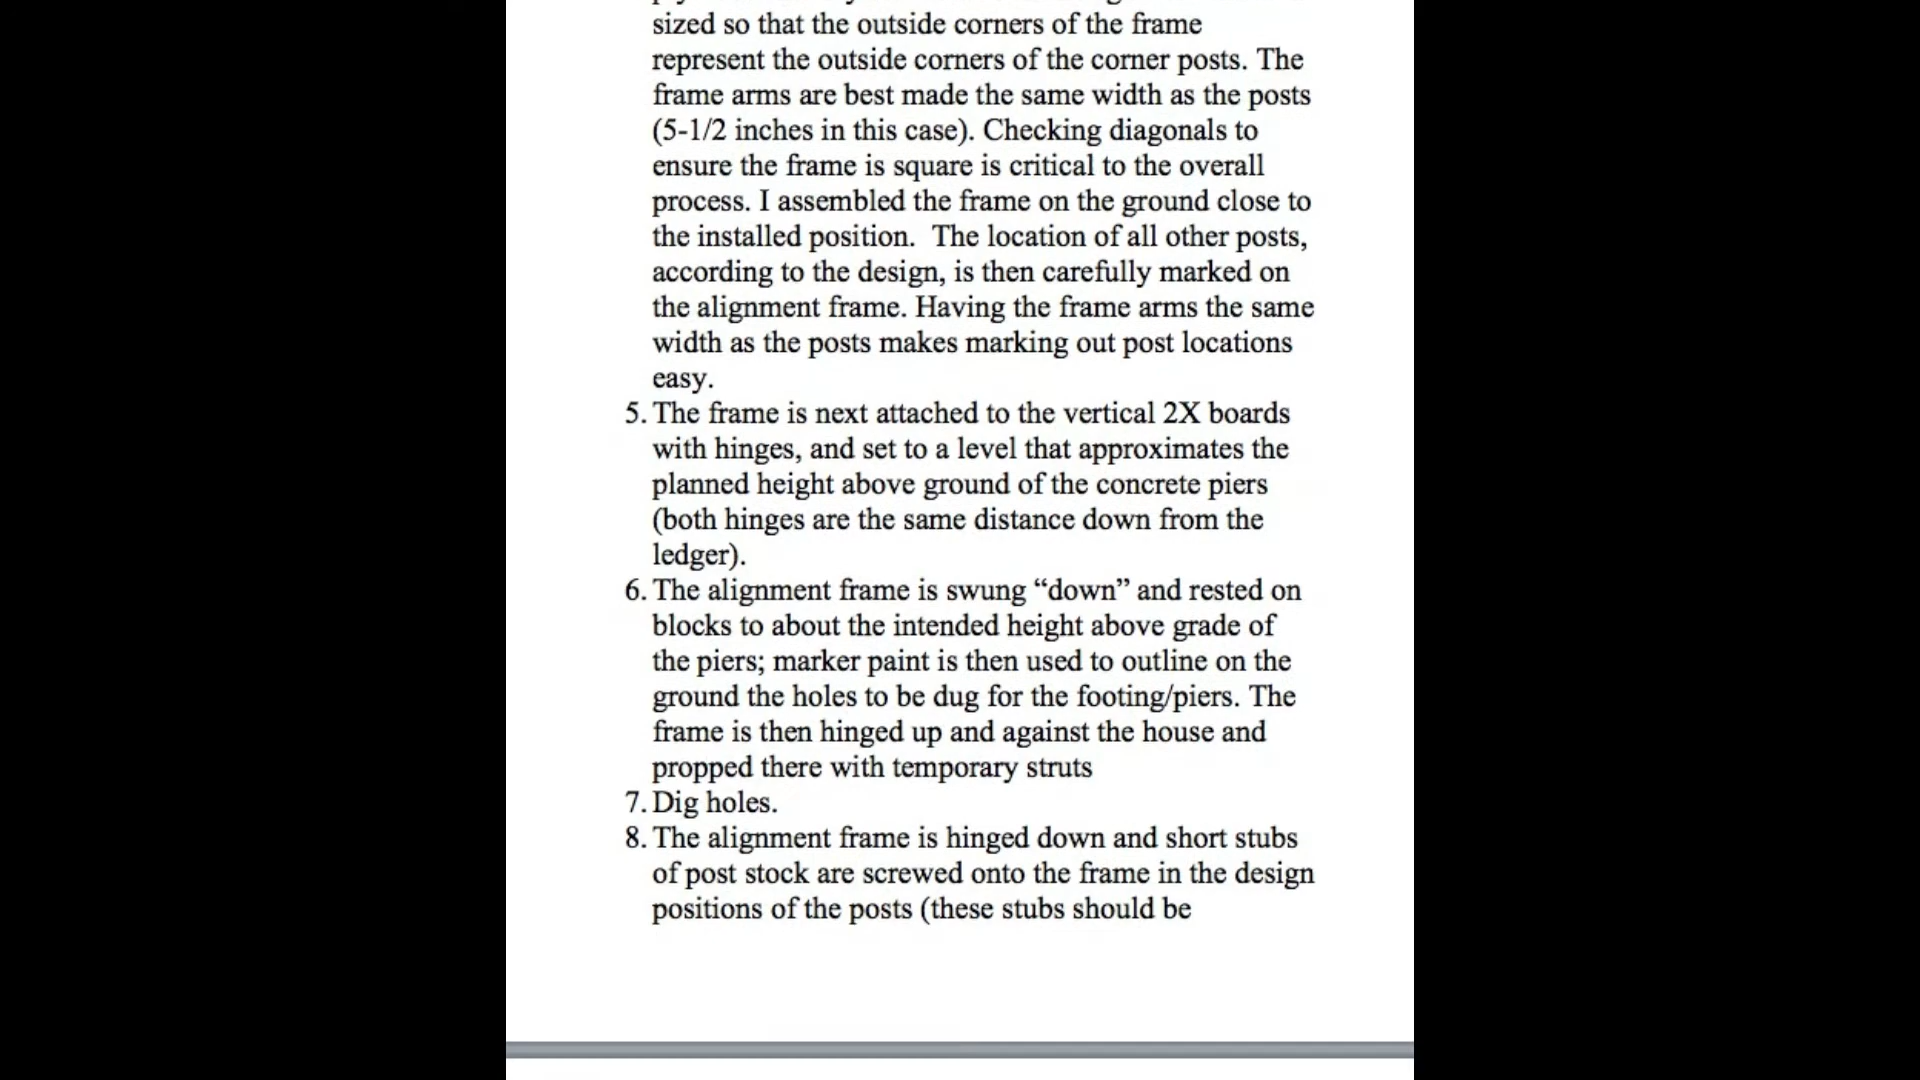 sized so that the outside corners of the frame
represent the outside corners of the corner posts. The
frame arms are best made the same width as the posts
(5-1/2 inches in this case). Checking diagonals to
ensure the frame is square is critical to the overall
process. I assembled the frame on the ground close to
the installed position. The location of all other posts,
according to the design, is then carefully marked on
the alignment frame. Having the frame arms the same
width as the posts makes marking out post locations
easy.
5. The frame is next attached to the vertical 2X boards
with hinges, and set to a level that approximates the
planned height above ground of the concrete piers
(both hinges are the same distance down from the
ledger).
6. The alignment frame is swung “down” and rested on
blocks to about the intended height above grade of
the piers; marker paint is then used to outline on the
ground the holes to be dug for the footing/piers. The
frame is then hinged up and against the house and
propped there with temporary struts
7. Dig holes.
8. The alignment frame is hinged down and short stubs
of post stock are screwed onto the frame in the design
positions of the posts (these stubs should be